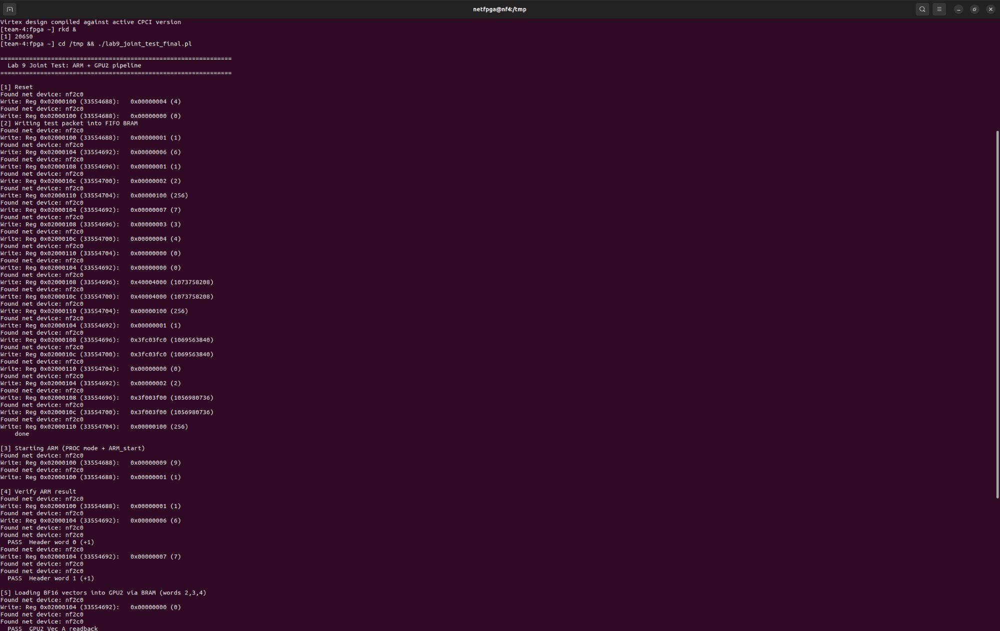 netfpga@nf4:/tmp
Virtex design compiled against active CPCI version
[team-4:fpga ~] rkd &
[1] 20650
[team-4:fpga ~] cd /tmp && ./lab9_joint_test_final.pl
================================================================
Lab 9 Joint Test: ARM + GPU2 pipeline
================================================================
[1] Reset
Found net device: nf2c0
Write: Reg 0x02000100 (33554688):   0x00000004 (4)
Found net device: nf2c0
Write: Reg 0x02000100 (33554688):   0x00000000 (0)
[2] Writing test packet into FIFO BRAM
Found net device: nf2c0
Write: Reg 0x02000100 (33554688):   0x00000001 (1)
Found net device: nf2c0
Write: Reg 0x02000104 (33554692):   0x00000006 (6)
Found net device: nf2c0
Write: Reg 0x02000108 (33554696):   0x00000001 (1)
Found net device: nf2c0
Write: Reg 0x0200010c (33554700):   0x00000002 (2)
Found net device: nf2c0
Write: Reg 0x02000110 (33554704):   0x00000100 (256)
Found net device: nf2c0
Write: Reg 0x02000104 (33554692):   0x00000007 (7)
Found net device: nf2c0
Write: Reg 0x02000108 (33554696):   0x00000003 (3)
Found net device: nf2c0
Write: Reg 0x0200010c (33554700):   0x00000004 (4)
Found net device: nf2c0
Write: Reg 0x02000110 (33554704):   0x00000000 (0)
Found net device: nf2c0
Write: Reg 0x02000104 (33554692):   0x00000000 (0)
Found net device: nf2c0
Write: Reg 0x02000108 (33554696):   0x40004000 (1073758208)
Found net device: nf2c0
Write: Reg 0x0200010c (33554700):   0x40004000 (1073758208)
Found net device: nf2c0
Write: Reg 0x02000110 (33554704):   0x00000100 (256)
Found net device: nf2c0
Write: Reg 0x02000104 (33554692):   0x00000001 (1)
Found net device: nf2c0
Write: Reg 0x02000108 (33554696):   0x3fc03fc0 (1069563840)
Found net device: nf2c0
Write: Reg 0x0200010c (33554700):   0x3fc03fc0 (1069563840)
Found net device: nf2c0
Write: Reg 0x02000110 (33554704):   0x00000000 (0)
Found net device: nf2c0
Write: Reg 0x02000104 (33554692):   0x00000002 (2)
Found net device: nf2c0
Write: Reg 0x02000108 (33554696):   0x3f003f00 (1056980736)
Found net device: nf2c0
Write: Reg 0x0200010c (33554700):   0x3f003f00 (1056980736)
Found net device: nf2c0
Write: Reg 0x02000110 (33554704):   0x00000100 (256)
done
[3] Starting ARM (PROC mode + ARM_start)
Found net device: nf2c0
Write: Reg 0x02000100 (33554688):   0x00000009 (9)
Found net device: nf2c0
Write: Reg 0x02000100 (33554688):   0x00000001 (1)
[4] Verify ARM result
Found net device: nf2c0
Write: Reg 0x02000100 (33554688):   0x00000001 (1)
Found net device: nf2c0
Write: Reg 0x02000104 (33554692):   0x00000006 (6)
Found net device: nf2c0
Found net device: nf2c0
PASS  Header word 0 (+1)
Found net device: nf2c0
Write: Reg 0x02000104 (33554692):   0x00000007 (7)
Found net device: nf2c0
Found net device: nf2c0
PASS  Header word 1 (+1)
[5] Loading BF16 vectors into GPU2 via BRAM (words 2,3,4)
Found net device: nf2c0
Write: Reg 0x02000104 (33554692):   0x00000000 (0)
Found net device: nf2c0
Found net device: nf2c0
PASS  GPU2 Vec A readback